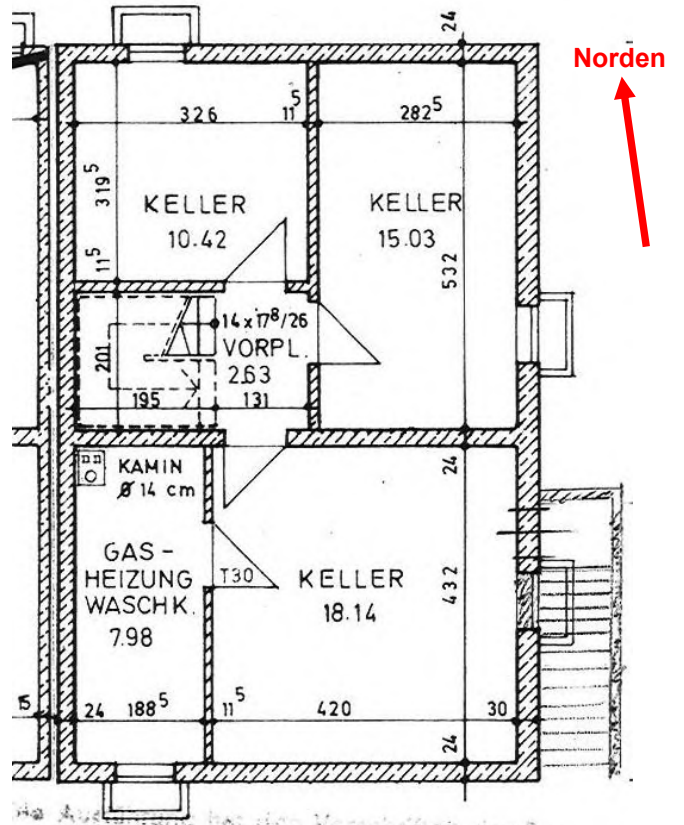 24
Norden
326
11⁵
282⁵
319⁵
KELLER
10.42
KELLER
15.03
11⁵
532
14 x 17⁸/26
VORPL.
2.63
201
195
131
KAMIN
Ø 14 cm
24
GAS-
HEIZUNG
WASCHK.
7.98
T30
KELLER
18.14
432
15
24
188⁵
11⁵
420
30
24